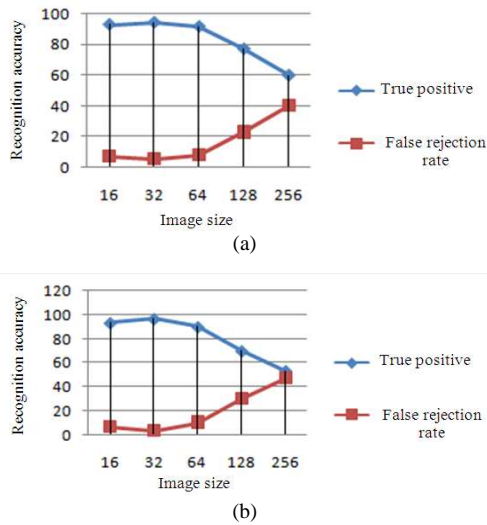 Recognition accuracy
100
80
60
40
20
0
16 32 64 128 256
Image size
True positive
False rejection
rate
(a)
Recognition accuracy
120
100
80
60
40
20
0
16 32 64 128 256
Image size
True positive
False rejection
rate
(b)